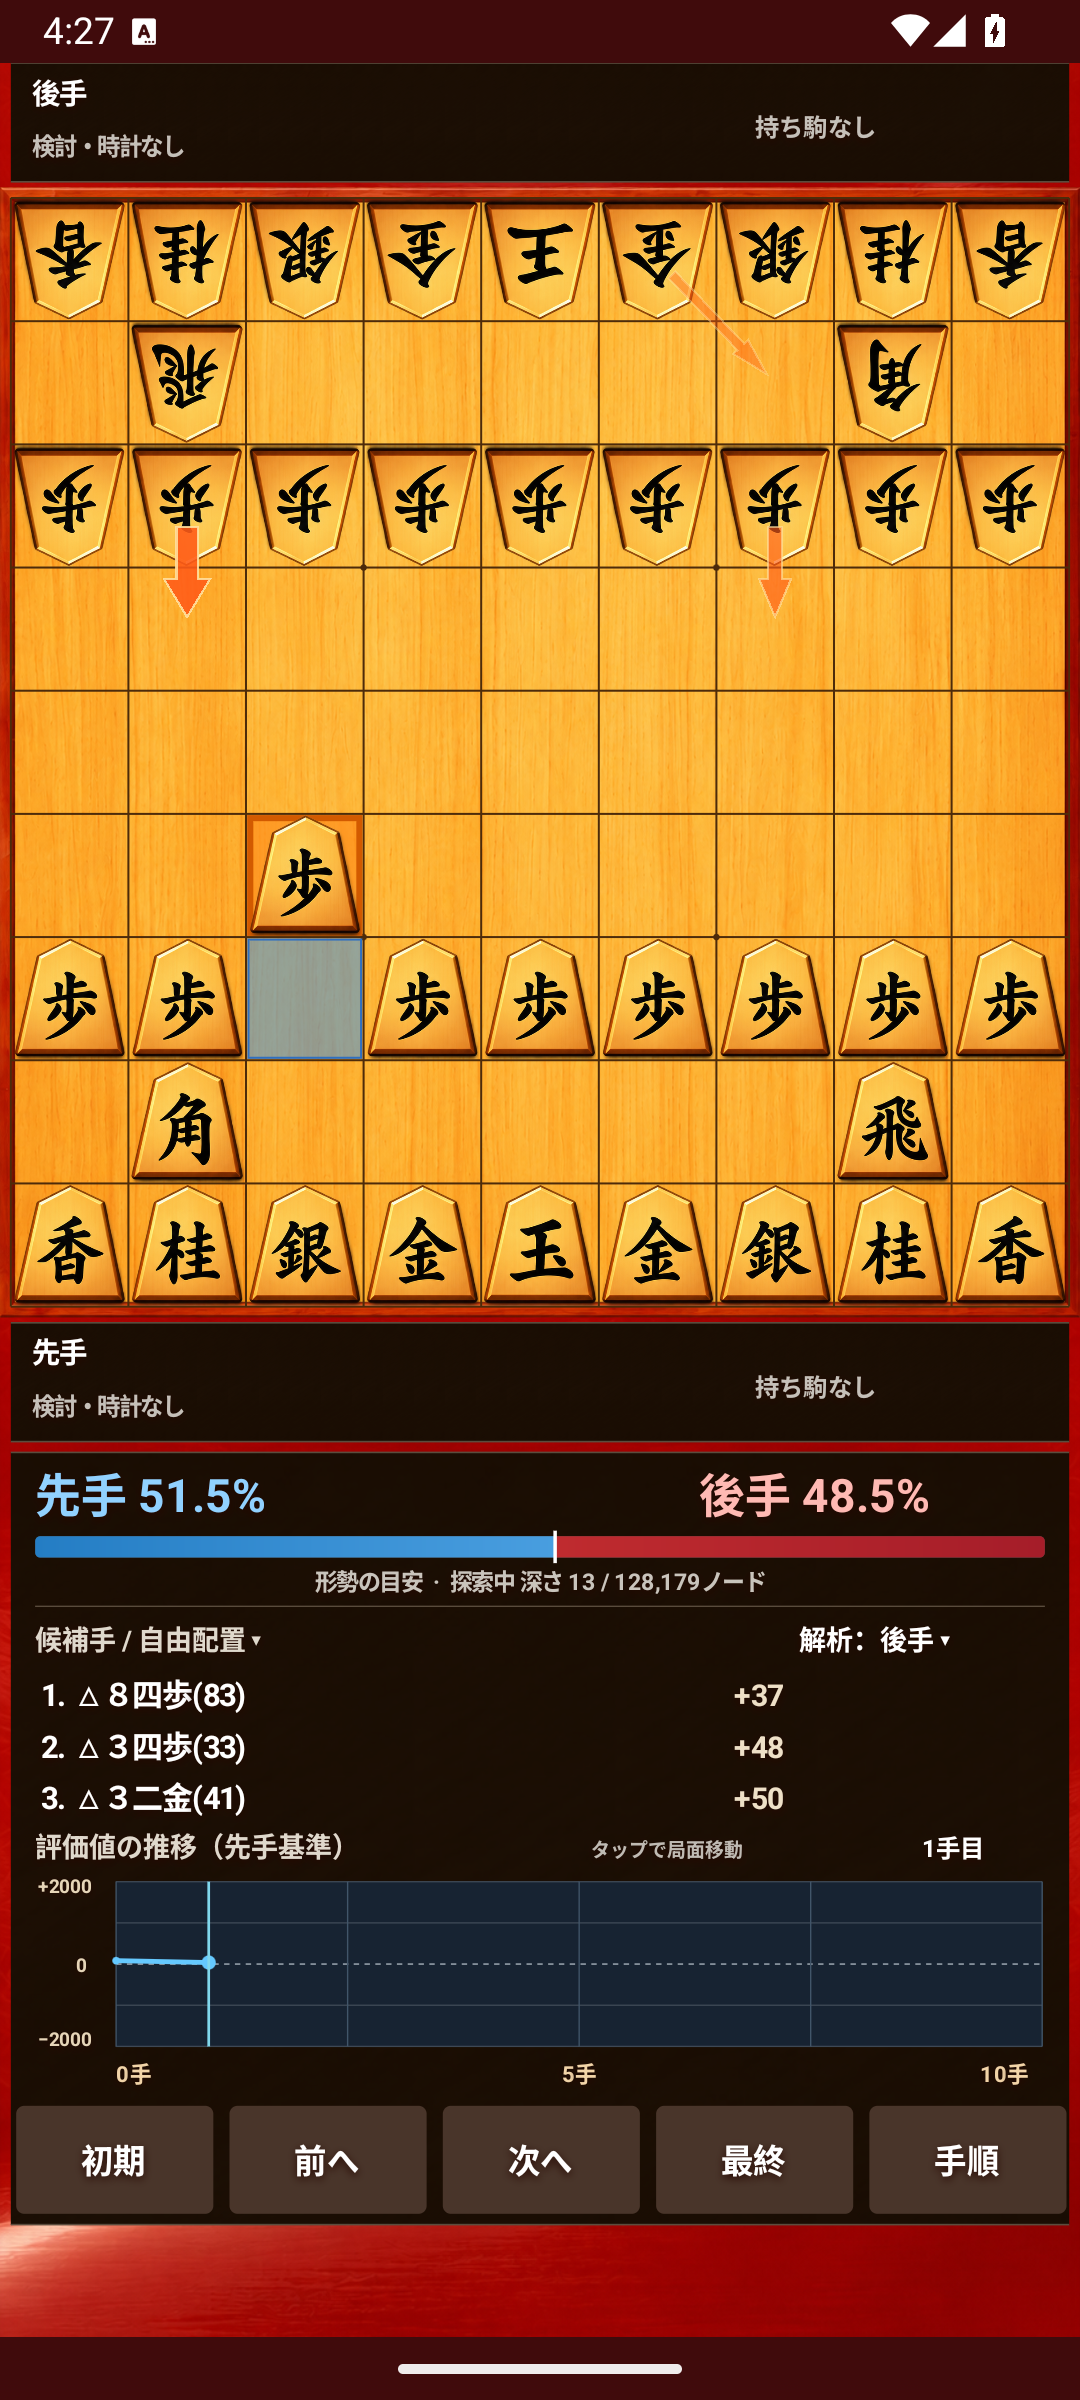 4:27 A
後手
検討・時計なし
持ち駒なし
香 桂 銀 金 王 金 銀 桂 香
飛 角
歩 歩 歩 歩 歩 歩 歩 歩 歩
歩
歩 歩 歩 歩 歩 歩 歩 歩
角 飛
香 桂 銀 金 玉 金 銀 桂 香
先手
検討・時計なし
持ち駒なし
先手 51.5% 後手 48.5%
形勢の目安 · 探索中 深さ 13 / 128,179ノード
候補手 / 自由配置 ▾ 解析：後手 ▾
1. △８四歩(83) +37
2. △３四歩(33) +48
3. △３二金(41) +50
評価値の推移（先手基準） タップで局面移動 1手目
+2000
0
−2000
0手 5手 10手
初期 前へ 次へ 最終 手順